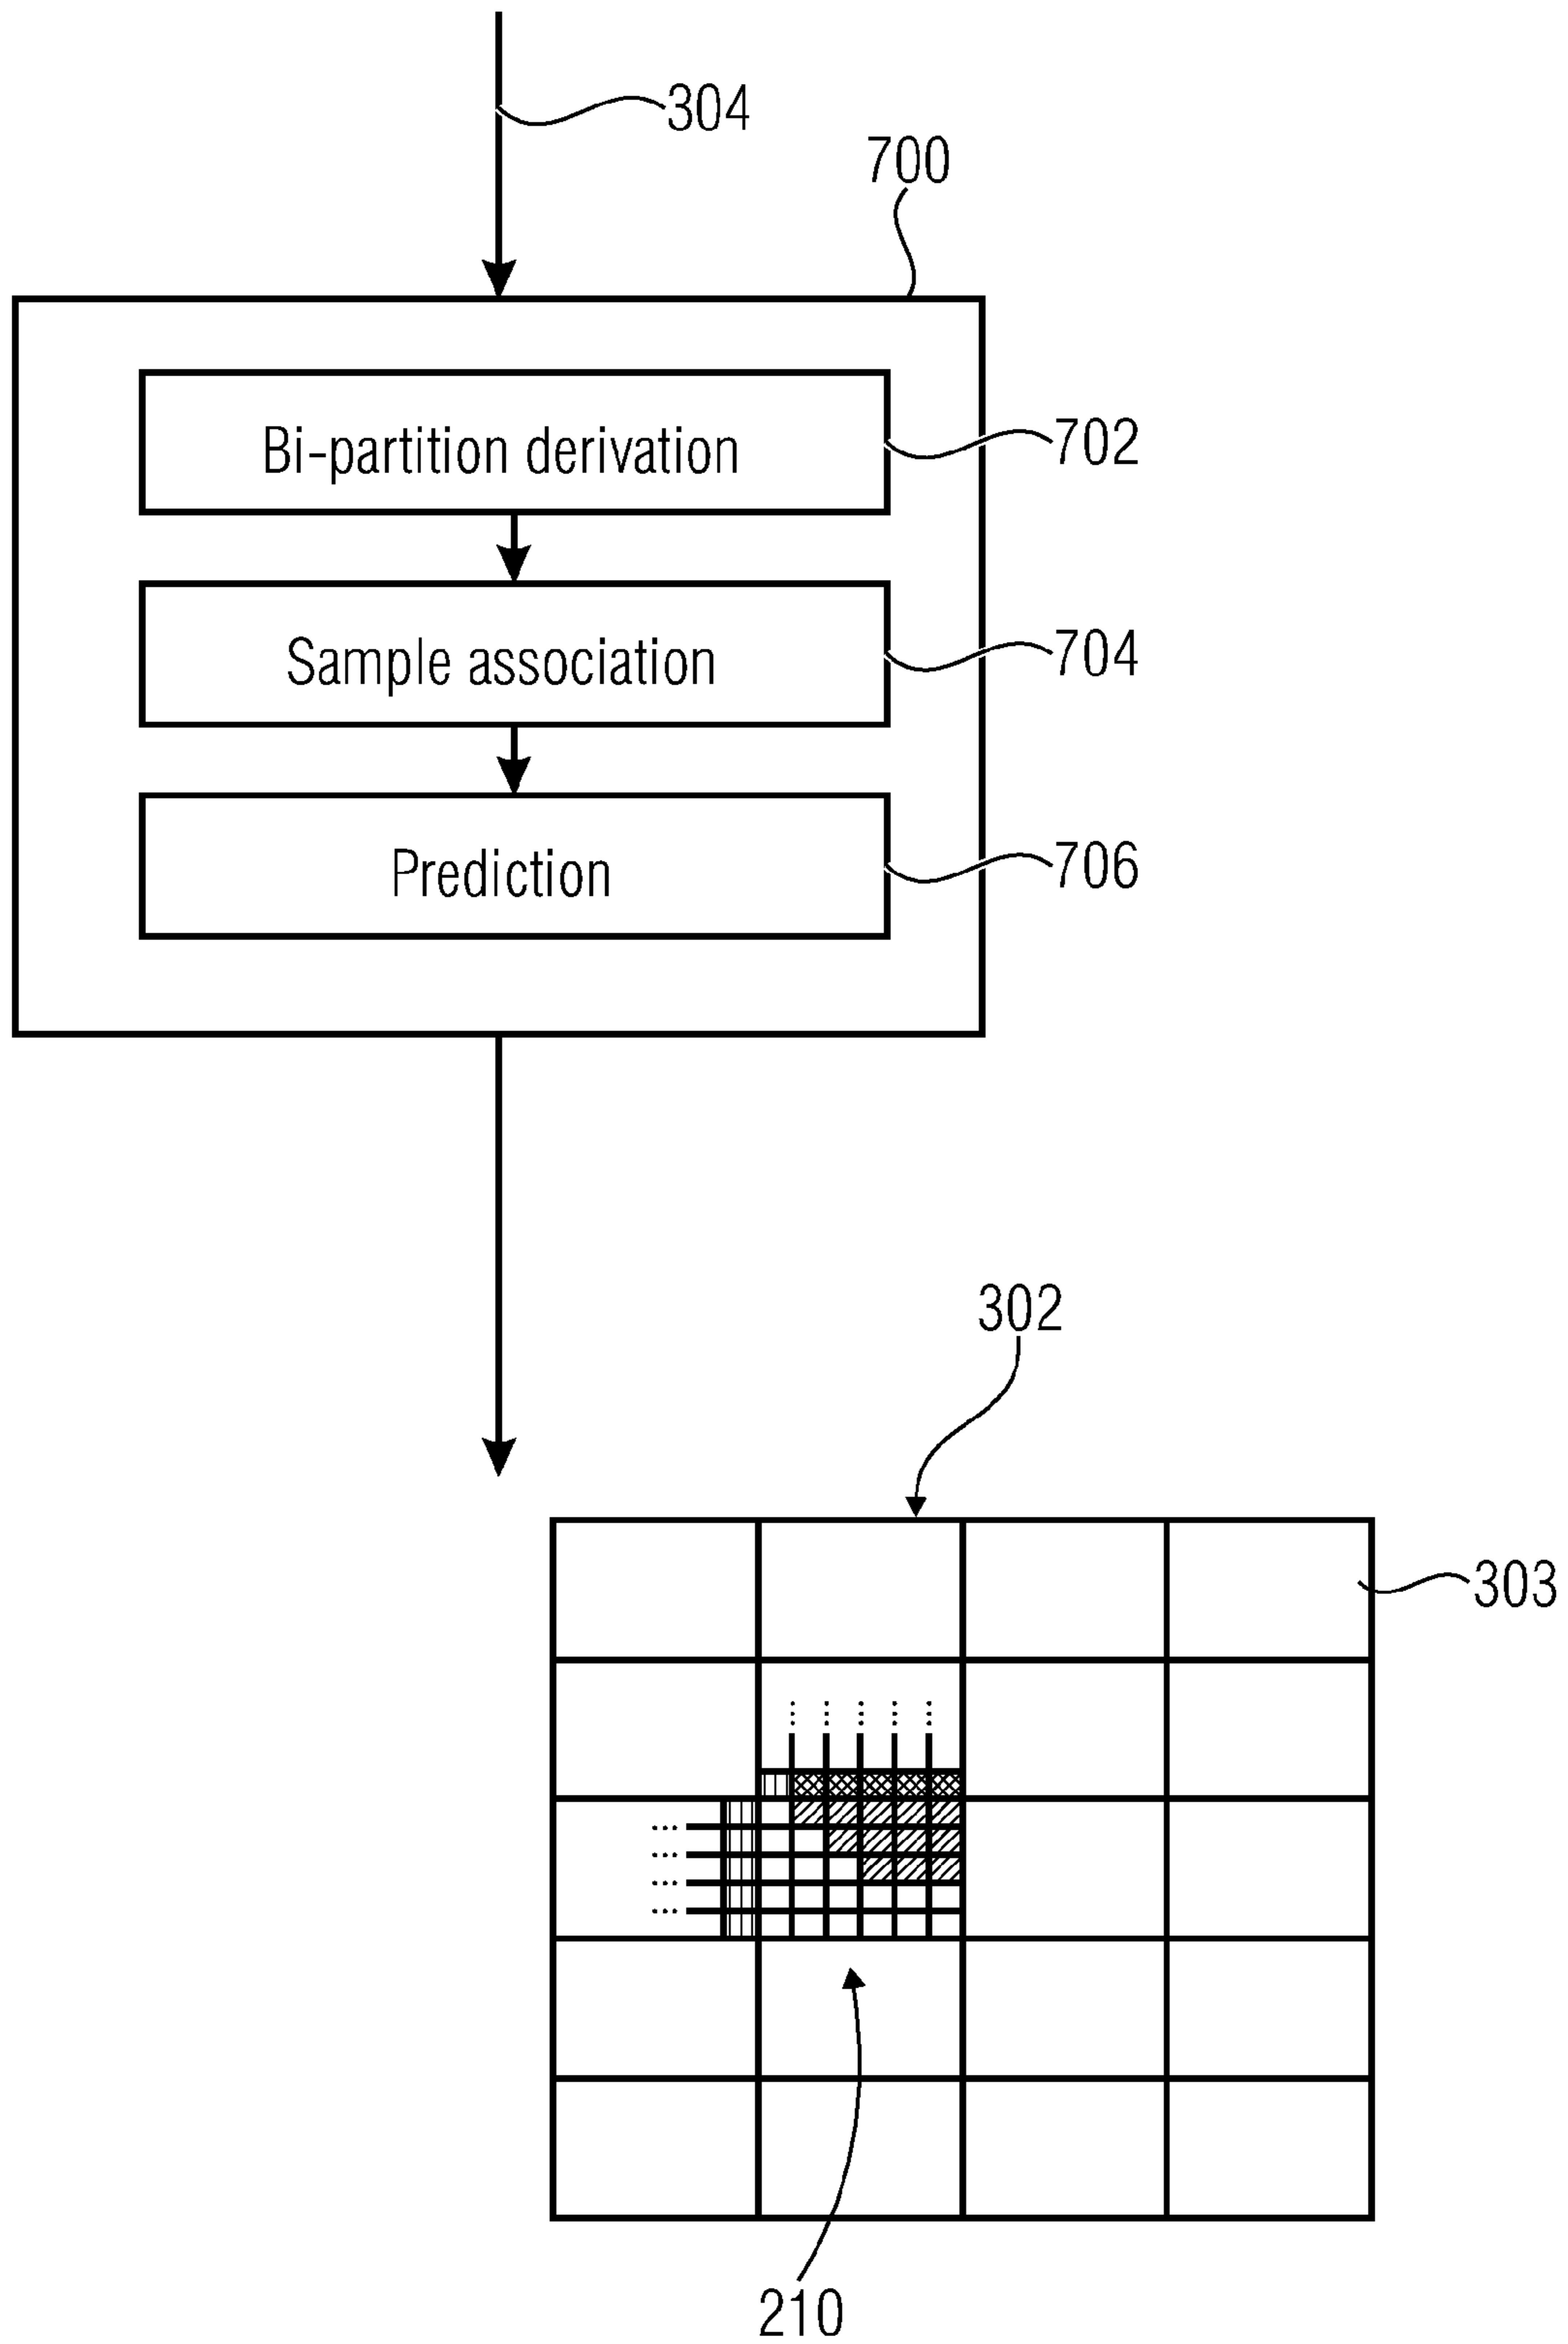 304
700
Bi-partition derivation
702
Sample association
704
Prediction
706
302
303
210